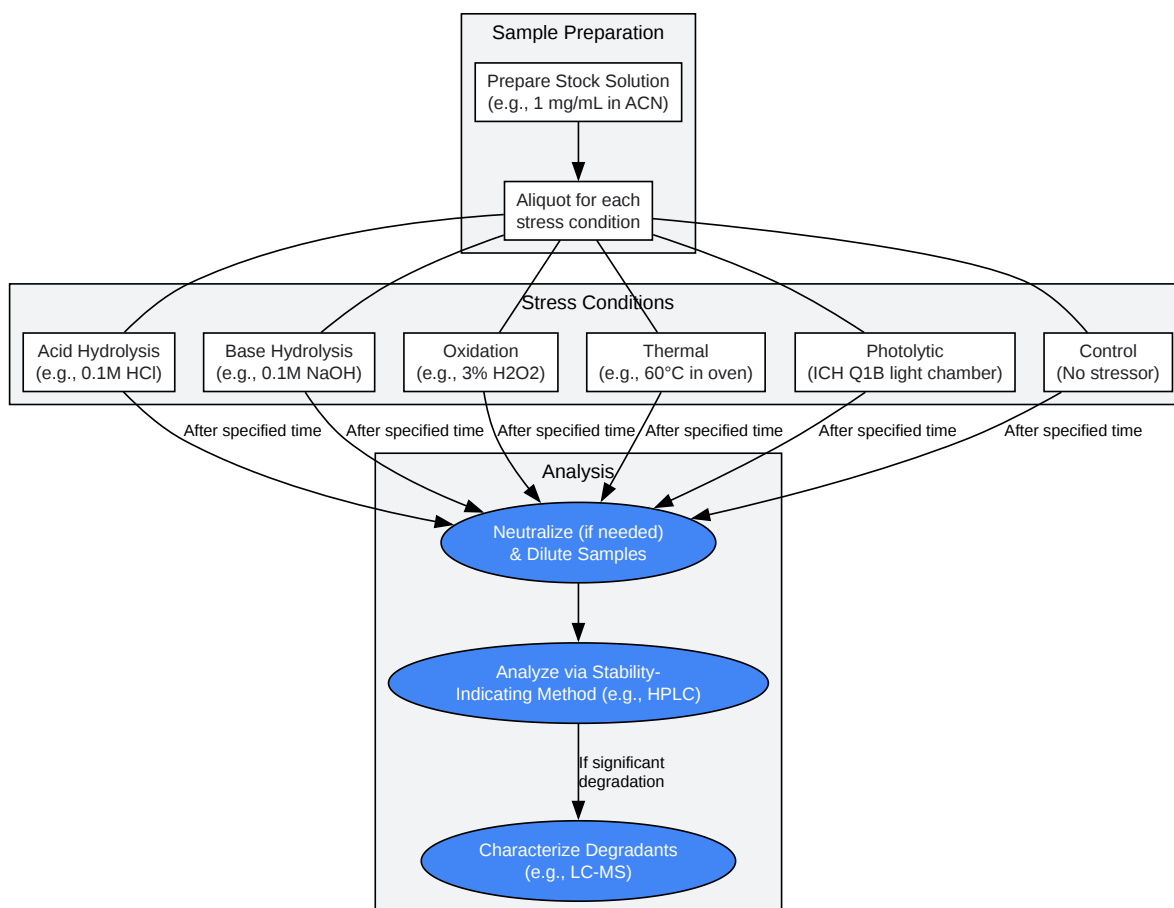 Sample Preparation
Prepare Stock Solution
(e.g., 1 mg/mL in ACN)
Aliquot for each
stress condition
Stress Conditions
Acid Hydrolysis
(e.g., 0.1M HCl)
Base Hydrolysis
(e.g., 0.1M NaOH)
Oxidation
(e.g., 3% H2O2)
Thermal
(e.g., 60°C in oven)
Photolytic
(ICH Q1B light chamber)
Control
(No stressor)
After specified time
After specified time
After specified time
After specified time
After specified time
After specified time
Analysis
Neutralize (if needed)
& Dilute Samples
Analyze via Stability-
Indicating Method (e.g., HPLC)
If significant
degradation
Characterize Degradants
(e.g., LC-MS)